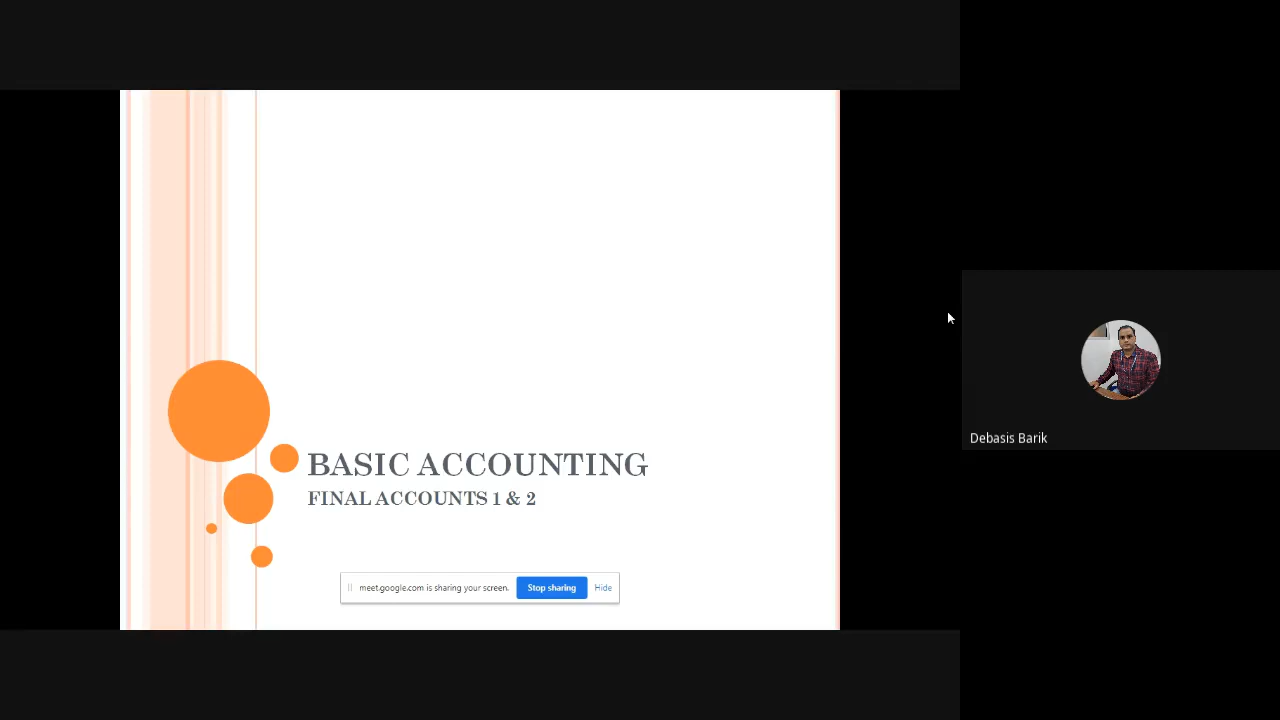 BASIC ACCOUNTING
FINAL ACCOUNTS 1 & 2
meet.google.com is sharing your screen.
Stop sharing
Hide
Debasis Barik